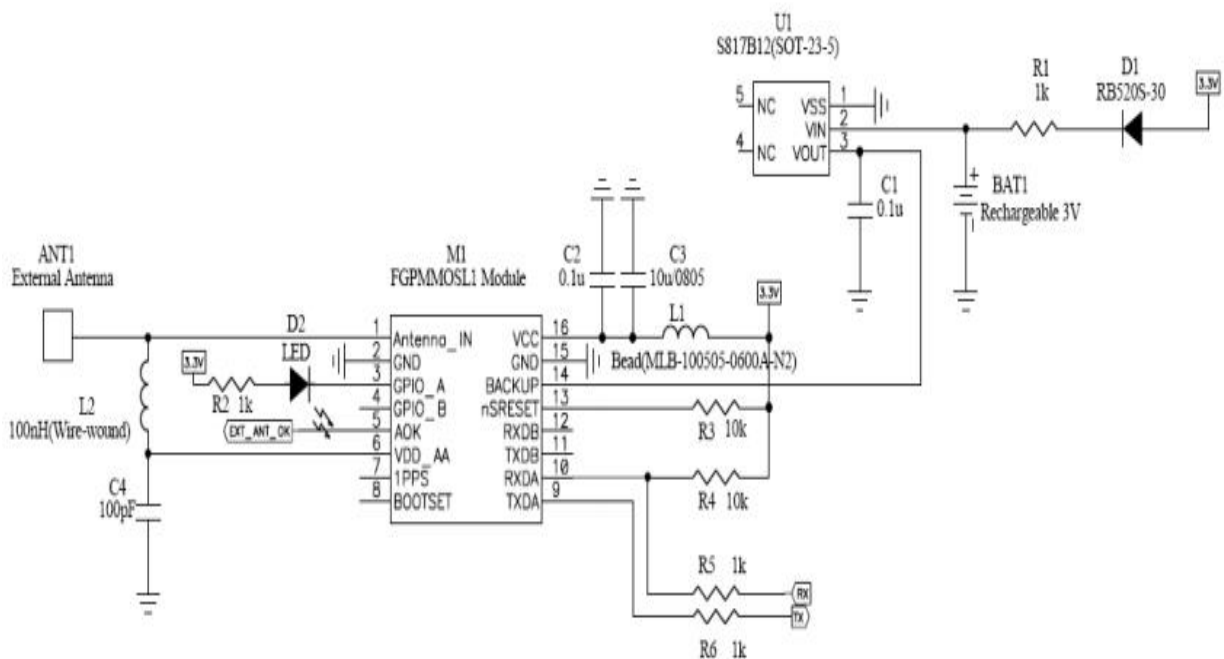 U1
S817B12(SOT-23-5)
5 NC VSS 1
VIN 2
4 NC VOUT 3
R1
1k
D1
RB520S-30
3.3V
C1
0.1u
BAT1
Rechargeable 3V
+
ANT1
External Antenna
M1
FGPMMOSL1 Module
C2
0.1u
C3
10u/0805
3.3V
L1
Bead(MLB-100505-0600A-N2)
D2
LED
3.3V
R2 1k
EXT_ANT_OK
L2
100nH(Wire-wound)
C4
100pF
1 Antenna_IN VCC 16
2 GND GND 15
3 GPIO_A BACKUP 14
4 GPIO_B nSRESET 13
5 AOK RXDB 12
6 VDD_AA TXDB 11
7 1PPS RXDA 10
8 BOOTSET TXDA 9
R3 10k
R4 10k
R5 1k
RX
TX
R6 1k